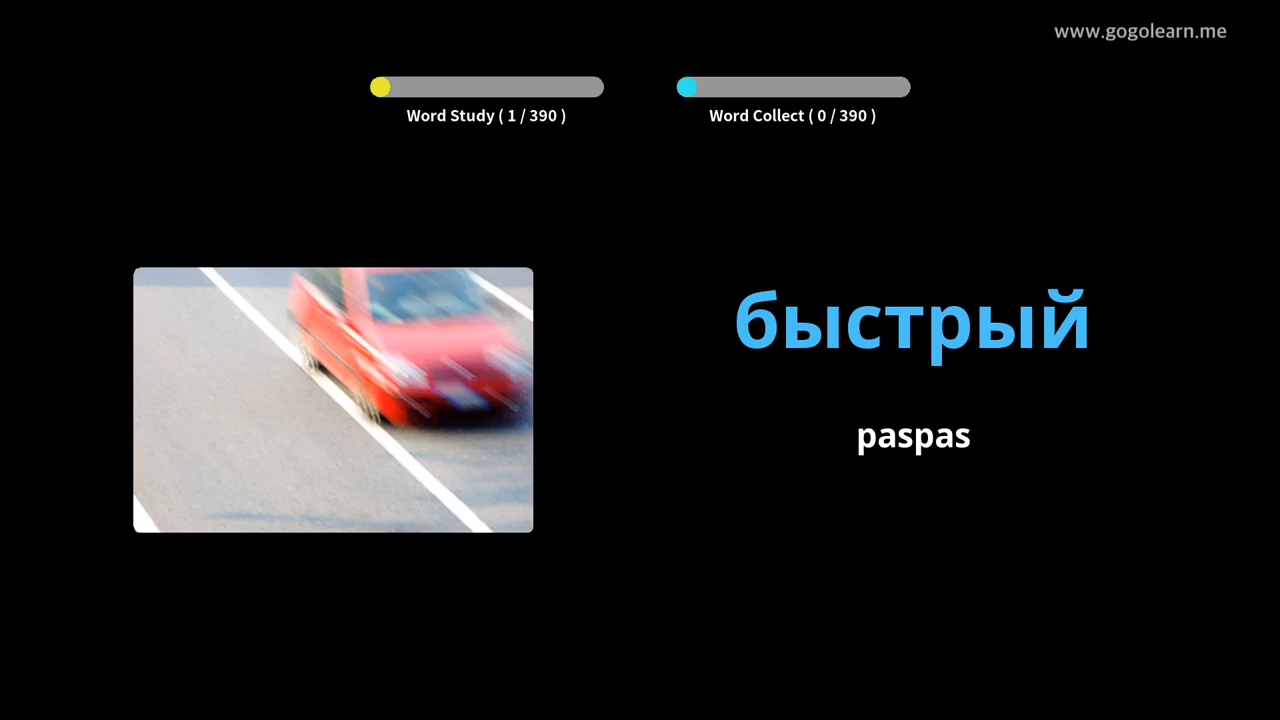 www.gogolearn.me
Word Study ( 1 / 390 )
Word Collect ( 0 / 390 )
быстрый
paspas